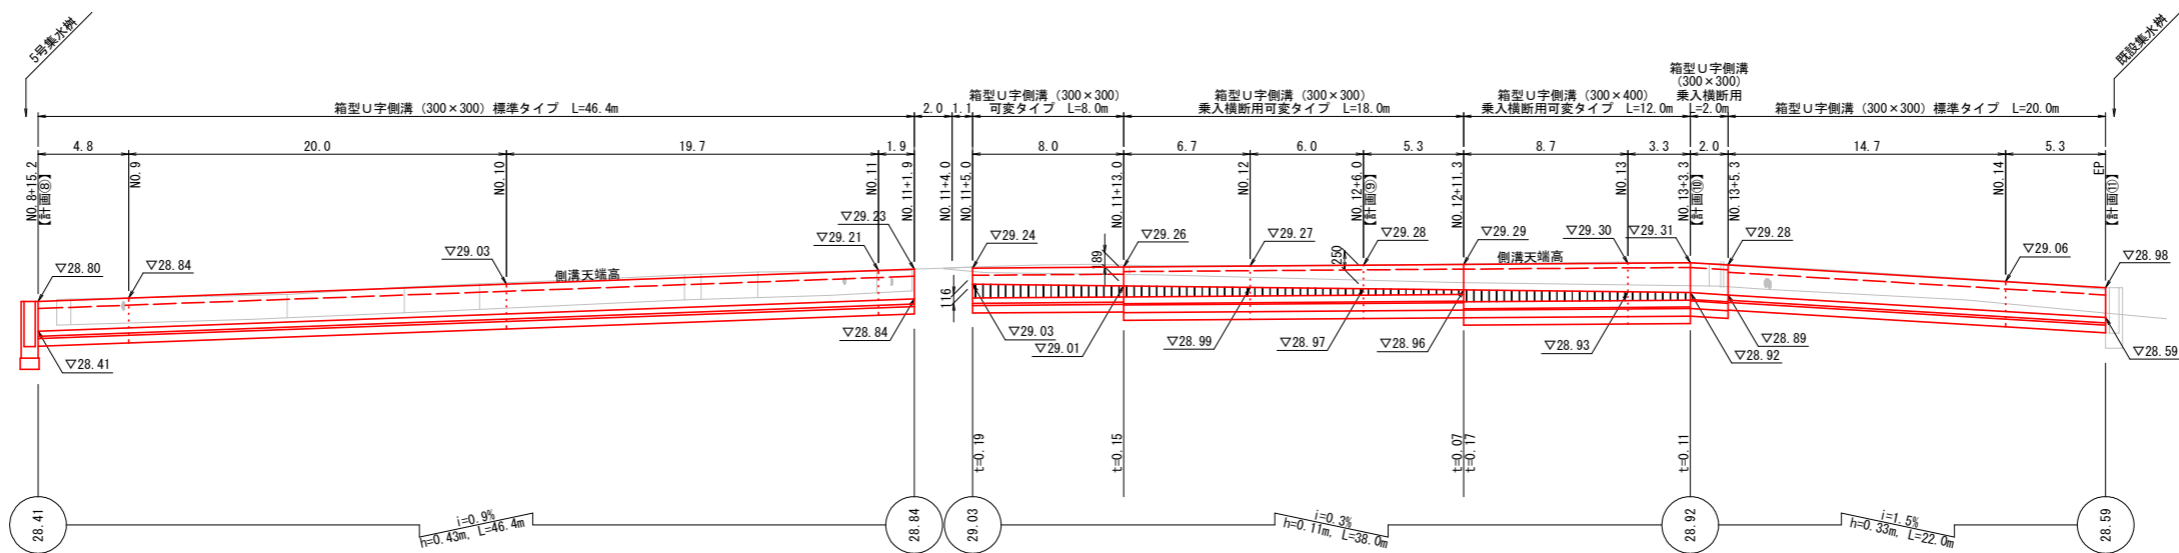 5号集水桝
既設集水桝
箱型U字側溝（300×300）標準タイプ　L=46.4m
2.0
1.1
箱型U字側溝（300×300）
可変タイプ　L=8.0m
箱型U字側溝（300×300）
乗入横断用可変タイプ　L=18.0m
箱型U字側溝（300×400）
乗入横断用可変タイプ　L=12.0m
箱型U字側溝
（300×300）
乗入横断用
L=2.0m
箱型U字側溝（300×300）標準タイプ　L=20.0m
4.8
20.0
19.7
1.9
8.0
6.7
6.0
5.3
8.7
3.3
2.0
14.7
5.3
NO.8+15.2
【計画⑧】
NO.9
NO.10
NO.11
NO.11+1.9
NO.11+4.0
NO.11+5.0
NO.11+13.0
NO.12
NO.12+6.0
【計画⑨】
NO.12+11.3
NO.13
NO.13+3.3
【計画⑩】
NO.13+5.3
NO.14
EP
【計画⑪】
▽28.80
▽28.84
▽29.03
▽29.21
▽29.23
▽29.24
▽29.26
▽29.27
▽29.28
▽29.29
▽29.30
▽29.31
▽29.28
▽29.06
▽28.98
側溝天端高
側溝天端高
116
89
250
▽28.41
▽28.84
▽29.03
▽29.01
▽28.99
▽28.97
▽28.96
▽28.93
▽28.92
▽28.89
▽28.59
t=0.19
t=0.15
t=0.07
t=0.17
t=0.11
28.41
i=0.9%
h=0.43m, L=46.4m
28.84
29.03
i=0.3%
h=0.11m, L=38.0m
28.92
i=1.5%
h=0.33m, L=22.0m
28.59